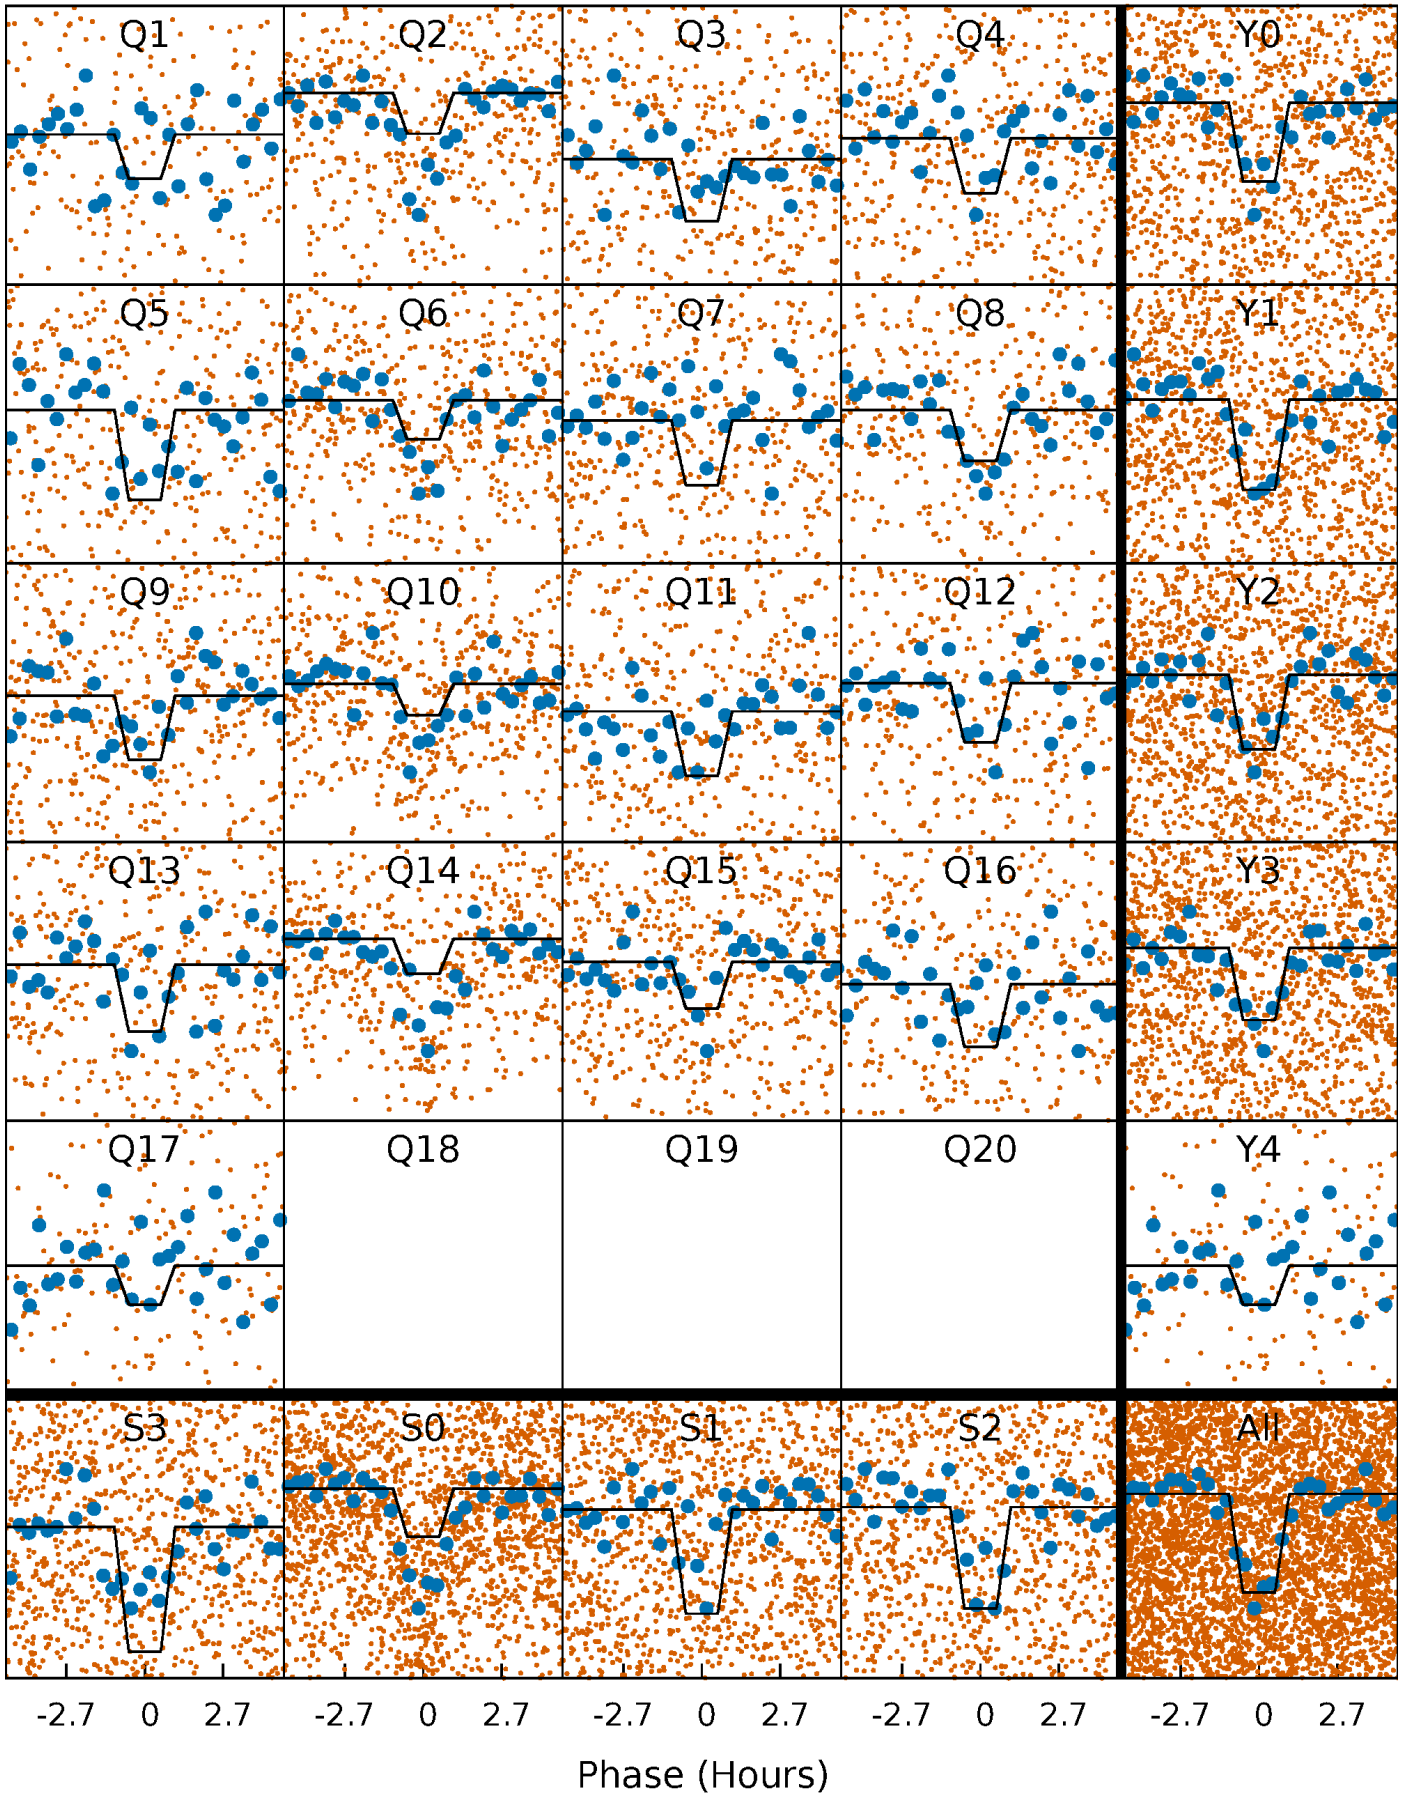 Q1 Q2 Q3 Q4 Y0
Q5 Q6 Q7 Q8 Y1
Q9 Q10 Q11 Q12 Y2
Q13 Q14 Q15 Q16 Y3
Q17 Q18 Q19 Q20 Y4
S3 S0 S1 S2 All
-2.7 0 2.7 -2.7 0 2.7 -2.7 0 2.7 -2.7 0 2.7 -2.7 0 2.7
Phase (Hours)